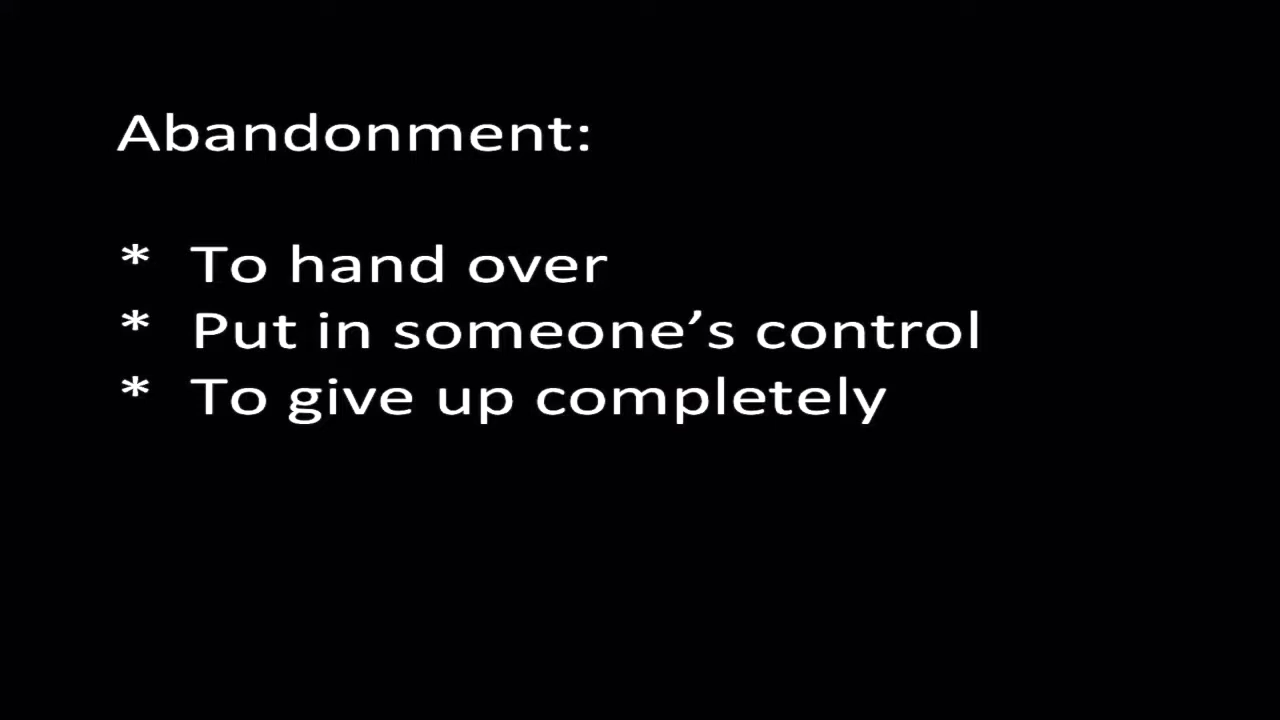 Abandonment:
* To hand over
* Put in someone’s control
* To give up completely